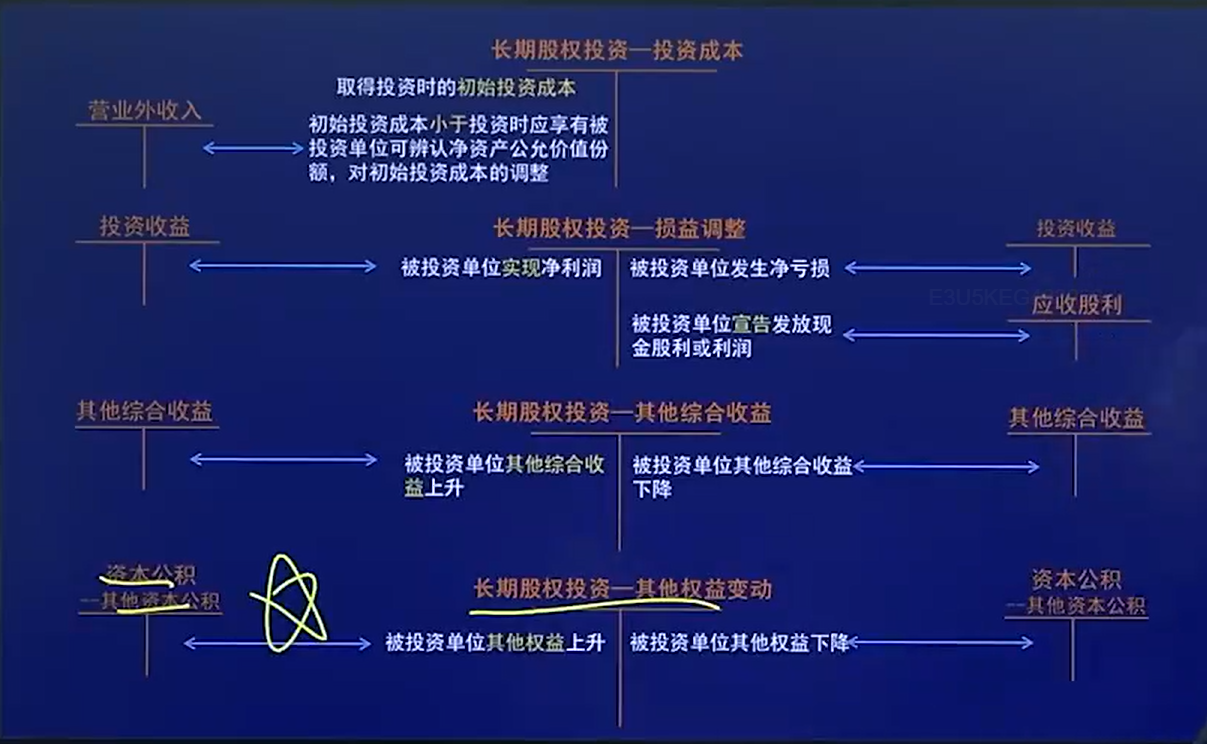 长期股权投资—投资成本
取得投资时的初始投资成本
营业外收入
初始投资成本小于投资时应享有被
投资单位可辨认净资产公允价值份
额，对初始投资成本的调整
投资收益
长期股权投资—损益调整
投资收益
被投资单位实现净利润
被投资单位发生净亏损
应收股利
被投资单位宣告发放现
金股利或利润
其他综合收益
长期股权投资—其他综合收益
其他综合收益
被投资单位其他综合收
益上升
被投资单位其他综合收益
下降
资本公积
--其他资本公积
长期股权投资—其他权益变动
资本公积
--其他资本公积
被投资单位其他权益上升
被投资单位其他权益下降